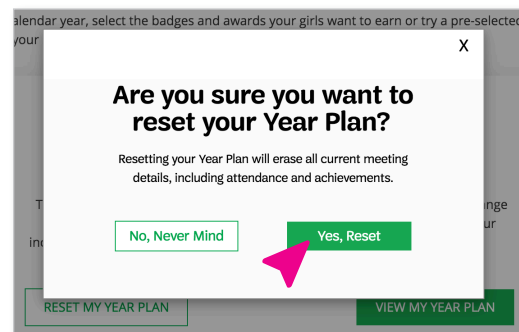 alendar year, select the badges and awards your girls want to earn or try a pre-selected
your
X
Are you sure you want to
reset your Year Plan?
Resetting your Year Plan will erase all current meeting
details, including attendance and achievements.
No, Never Mind
Yes, Reset
RESET MY YEAR PLAN
VIEW MY YEAR PLAN